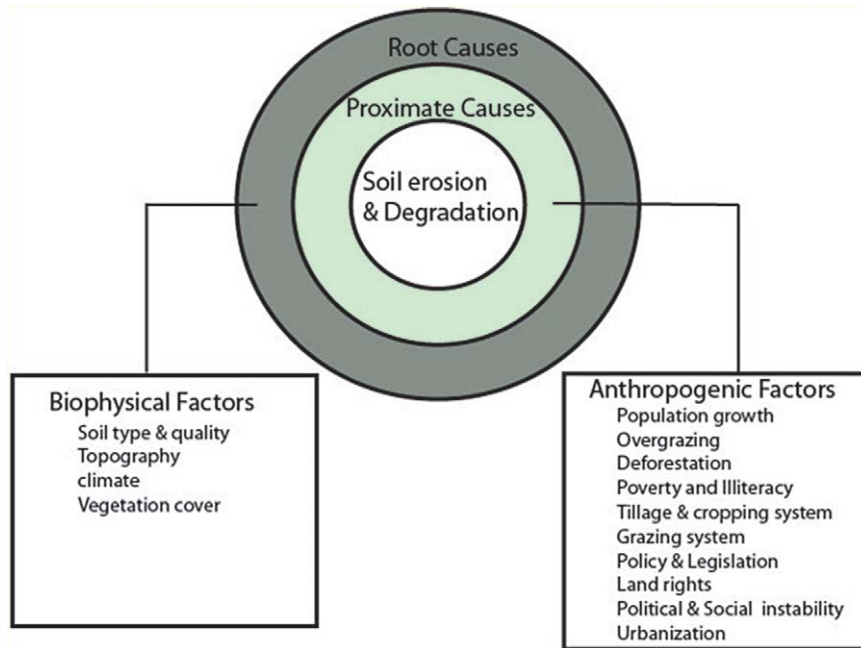 Root Causes
Proximate Causes
Soil erosion
& Degradation
Biophysical Factors
Soil type & quality
Topography
climate
Vegetation cover
Anthropogenic Factors
Population growth
Overgrazing
Deforestation
Poverty and Illiteracy
Tillage & cropping system
Grazing system
Policy & Legislation
Land rights
Political & Social instability
Urbanization